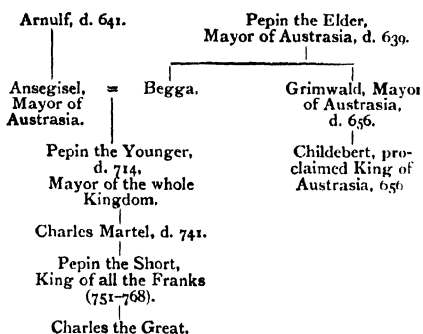 Arnulf, d. 641.
Pepin the Elder,
Mayor of Austrasia, d. 639.
Ansegisel,
Mayor of
Austrasia.
=
Begga.
Grimwald, Mayor
of Austrasia,
d. 656.
Pepin the Younger,
d. 714,
Mayor of the whole
Kingdom.
Childebert, pro-
claimed King of
Austrasia, 656
Charles Martel, d. 741.
Pepin the Short,
King of all the Franks
(751–768).
Charles the Great.